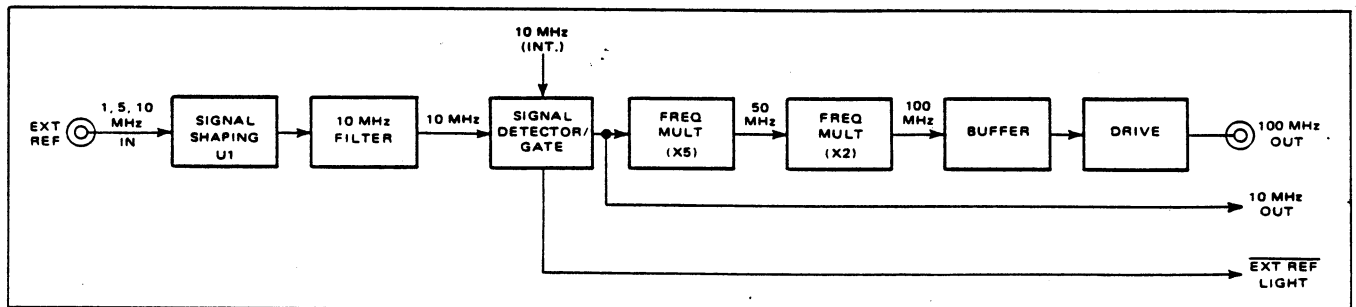 10 MHz
(INT.)
EXT
REF
1, 5, 10
MHz
IN
SIGNAL
SHAPING
U1
10 MHz
FILTER
10 MHz
SIGNAL
DETECTOR/
GATE
FREQ
MULT
(X5)
50
MHz
FREQ
MULT
(X2)
100
MHz
BUFFER
DRIVE
100 MHz
OUT
10 MHz
OUT
EXT REF
LIGHT